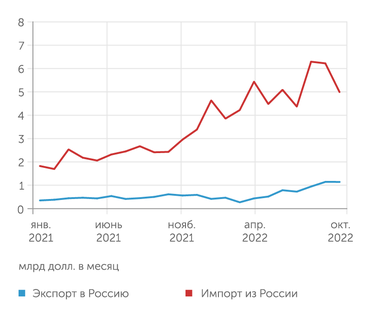 8
7
6
5
4
3
2
1
0
янв. июнь нояб. апр. окт.
2021 2021 2021 2022 2022
млрд долл. в месяц
Экспорт в Россию Импорт из России